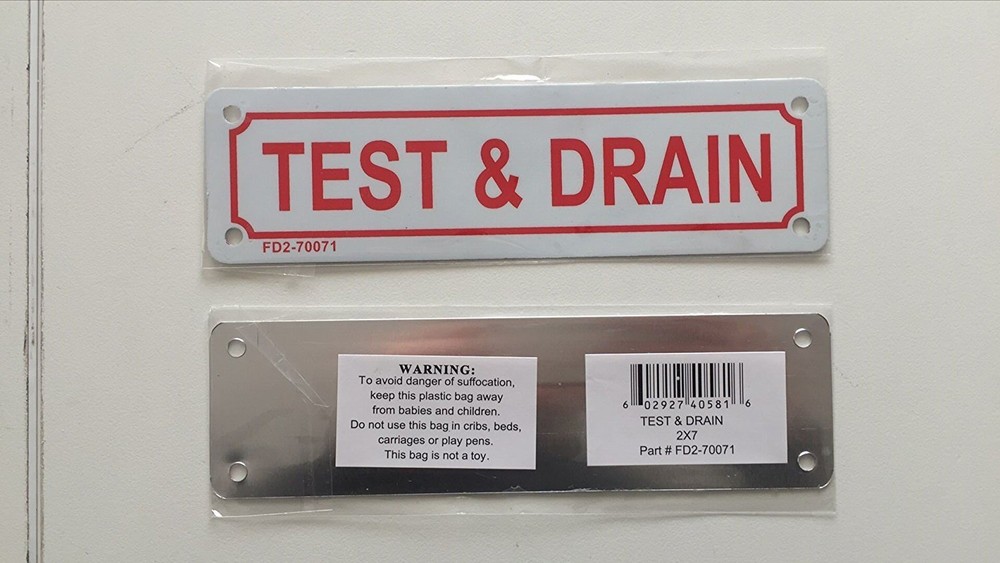 TEST & DRAIN
FD2-70071
WARNING:
To avoid danger of suffocation,
keep this plastic bag away
from babies and children.
Do not use this bag in cribs, beds,
carriages or play pens.
This bag is not a toy.
6 02927 40581 6
TEST & DRAIN
2X7
Part # FD2-70071